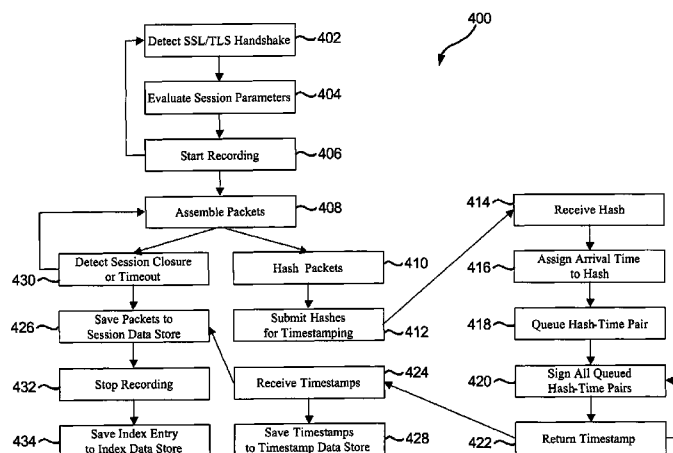 400
Detect SSL/TLS Handshake
402
Evaluate Session Parameters
404
Start Recording
406
Assemble Packets
408
Detect Session Closure
or Timeout
430
Hash Packets
410
Save Packets to
Session Data Store
426
Submit Hashes
for Timestamping
412
Stop Recording
432
Receive Timestamps
424
Save Index Entry
to Index Data Store
434
Save Timestamps
to Timestamp Data Store
428
414
Receive Hash
416
Assign Arrival Time
to Hash
418
Queue Hash-Time Pair
420
Sign All Queued
Hash-Time Pairs
422
Return Timestamp